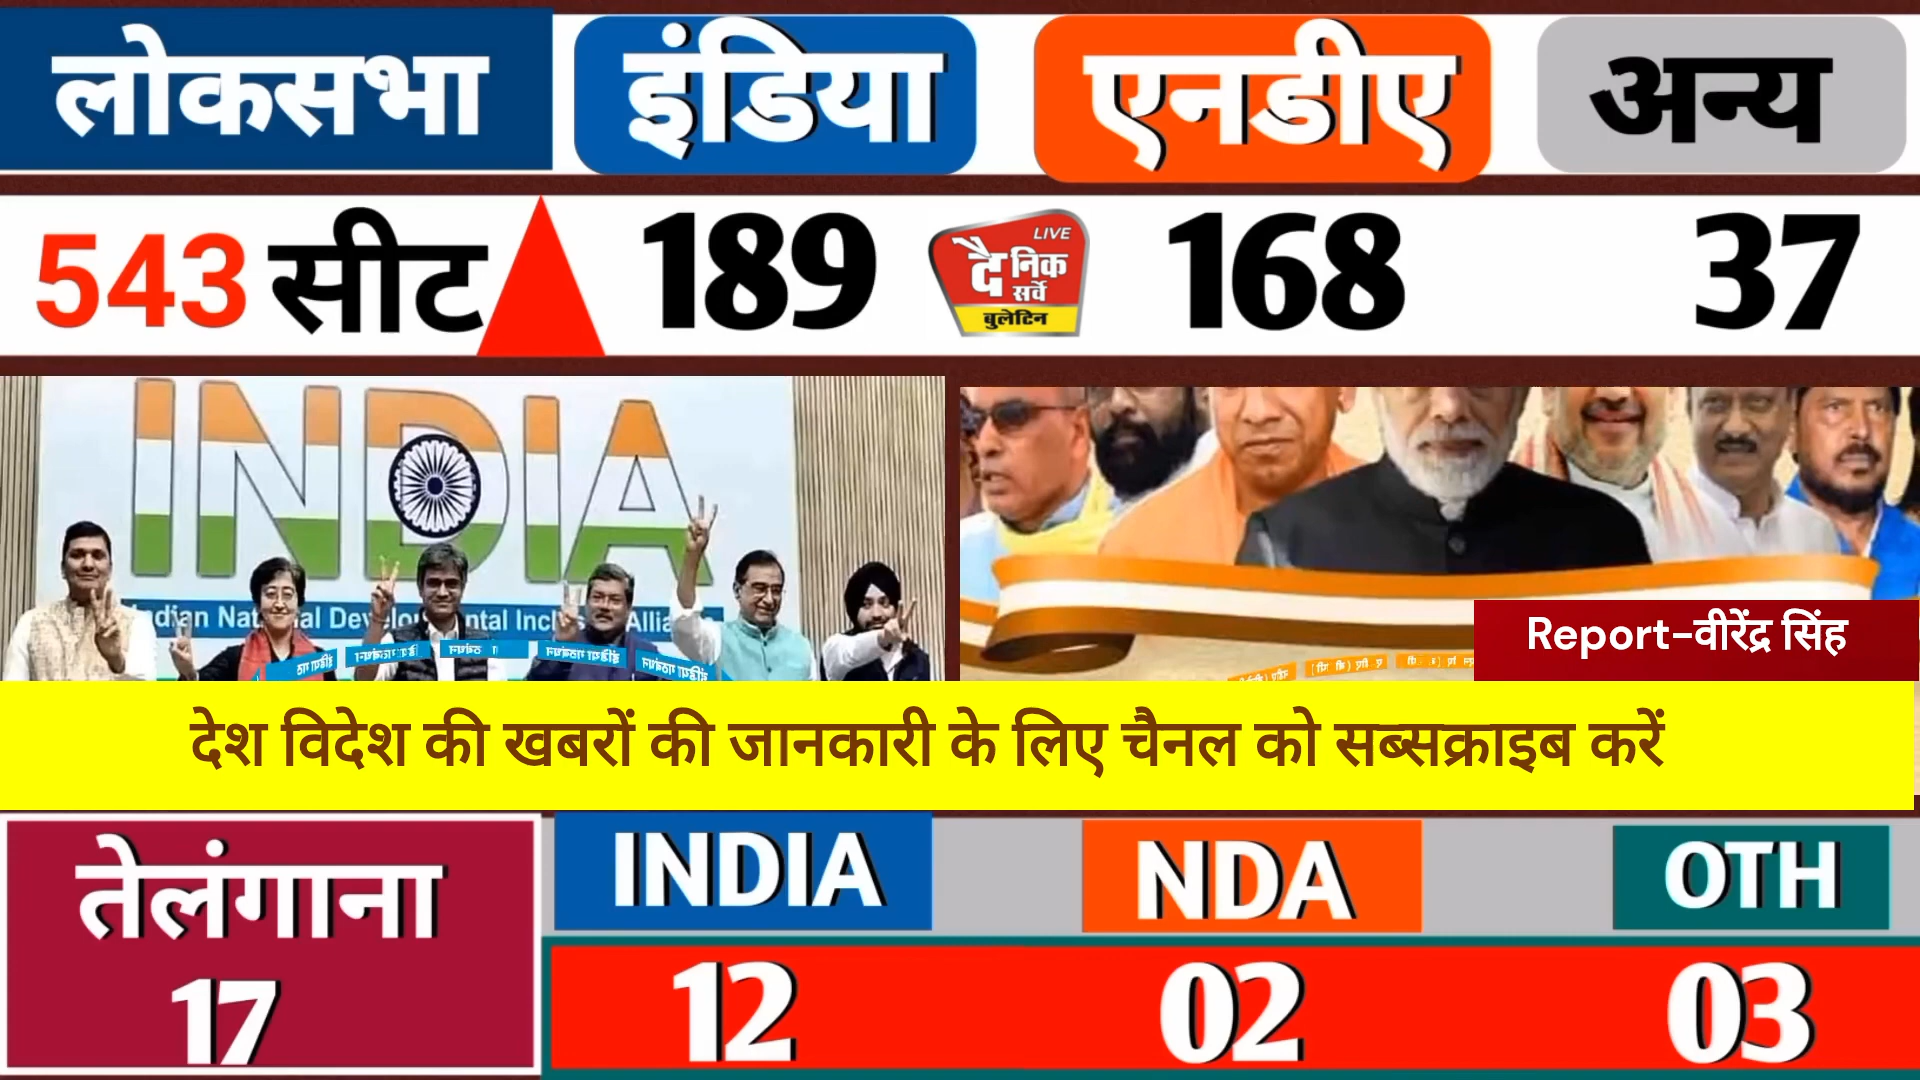 लोकसभा इंडिया एनडीए अन्य
543 सीट 189 168 37
LIVE
दैनिक
सर्वे
बुलेटिन
INDIA
Report-वीरेंद्र सिंह
देश विदेश की खबरों की जानकारी के लिए चैनल को सब्सक्राइब करें
तेलंगाना INDIA NDA OTH
17 12 02 03